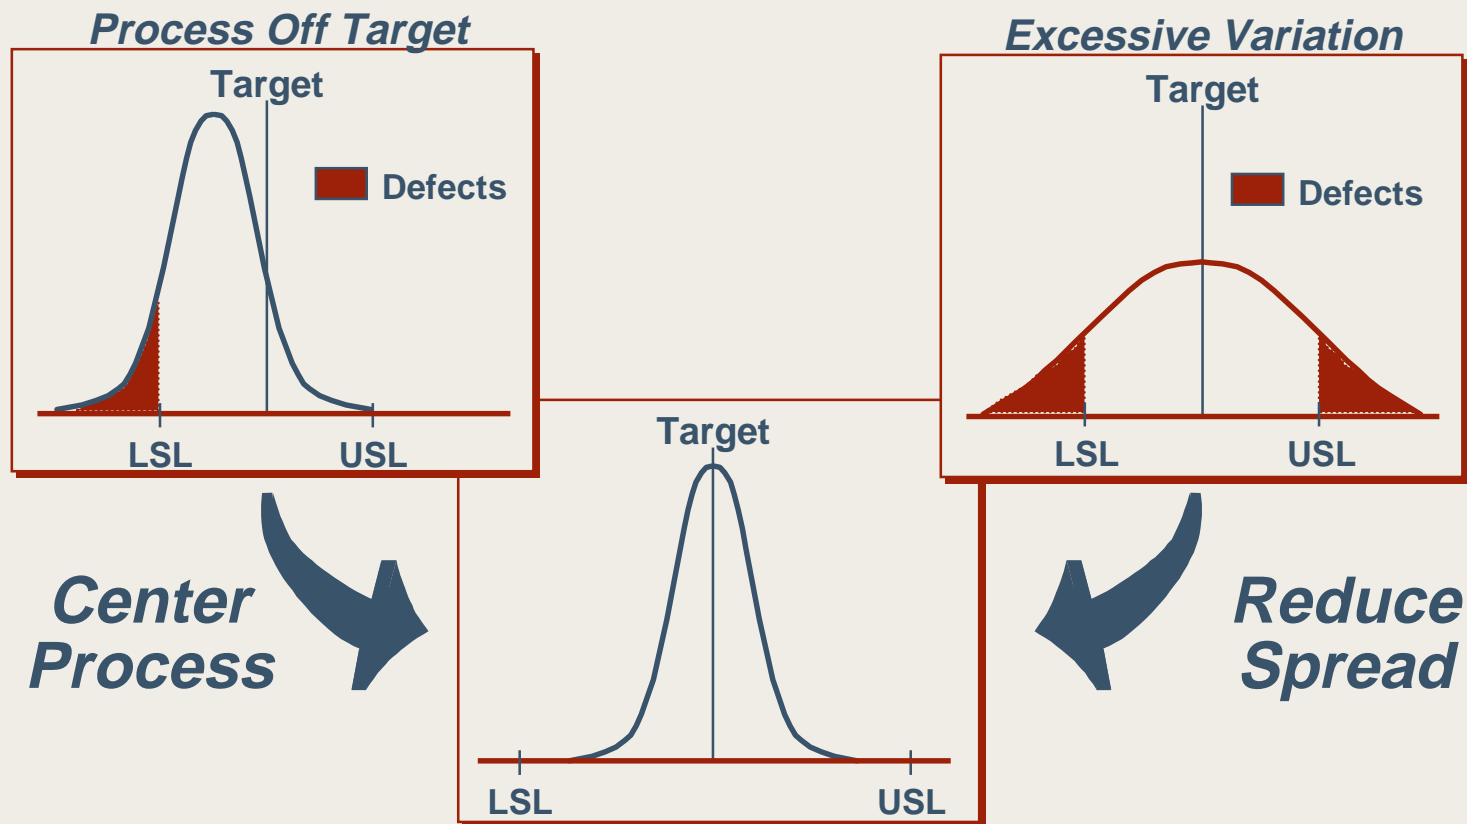 Process Off Target
Target
Defects
LSL USL
Excessive Variation
Target
Defects
LSL USL
Center
Process
Target
LSL USL
Reduce
Spread